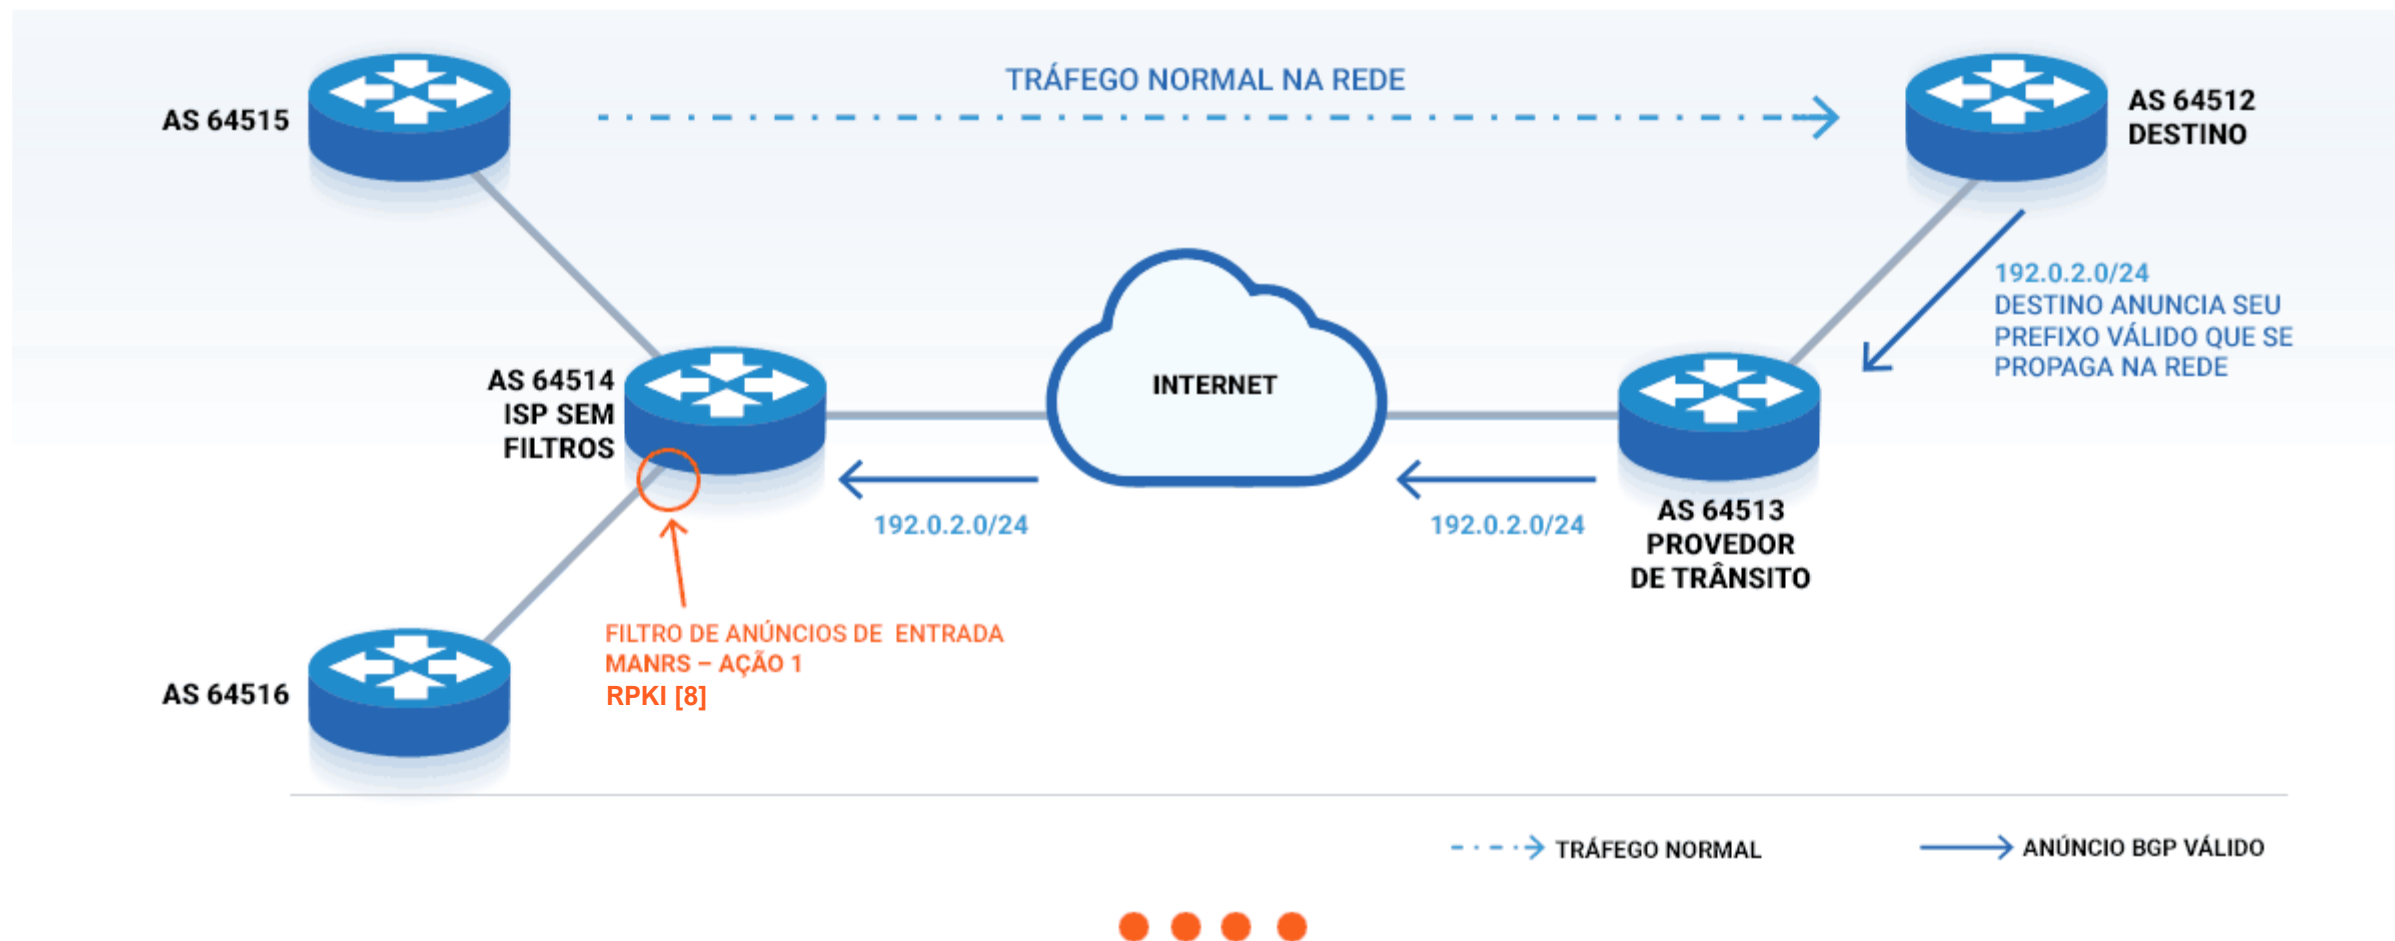 TRÁFEGO NORMAL NA REDE
AS 64515
AS 64512
DESTINO
192.0.2.0/24
DESTINO ANUNCIA SEU
PREFIXO VÁLIDO QUE SE
PROPAGA NA REDE
AS 64514
ISP SEM
FILTROS
INTERNET
192.0.2.0/24
192.0.2.0/24
AS 64513
PROVEDOR
DE TRÂNSITO
FILTRO DE ANÚNCIOS DE ENTRADA
MANRS – AÇÃO 1
RPKI [8]
AS 64516
TRÁFEGO NORMAL
ANÚNCIO BGP VÁLIDO